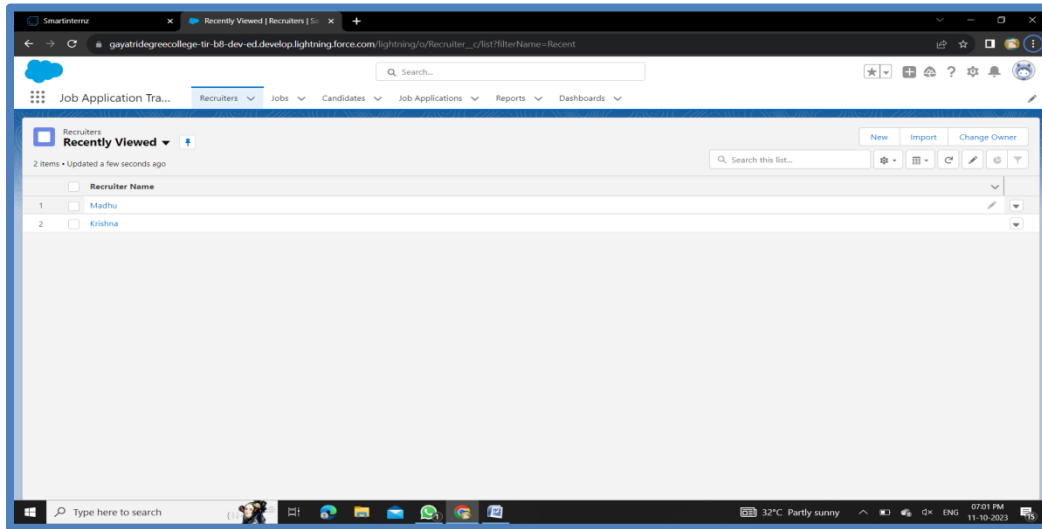 Smartinternz
Recently Viewed | Recruiters | Sa
gayatridegreecollege-tir-b8-dev-ed.develop.lightning.force.com/lightning/o/Recruiter__c/list?filterName=Recent
Search...
Job Application Tra... Recruiters Jobs Candidates Job Applications Reports Dashboards
Recruiters
Recently Viewed
New Import Change Owner
2 items • Updated a few seconds ago
Search this list...
Recruiter Name
1 Madhu
2 Krishna
Type here to search
32°C Partly sunny
ENG
07:01 PM
11-10-2023
15